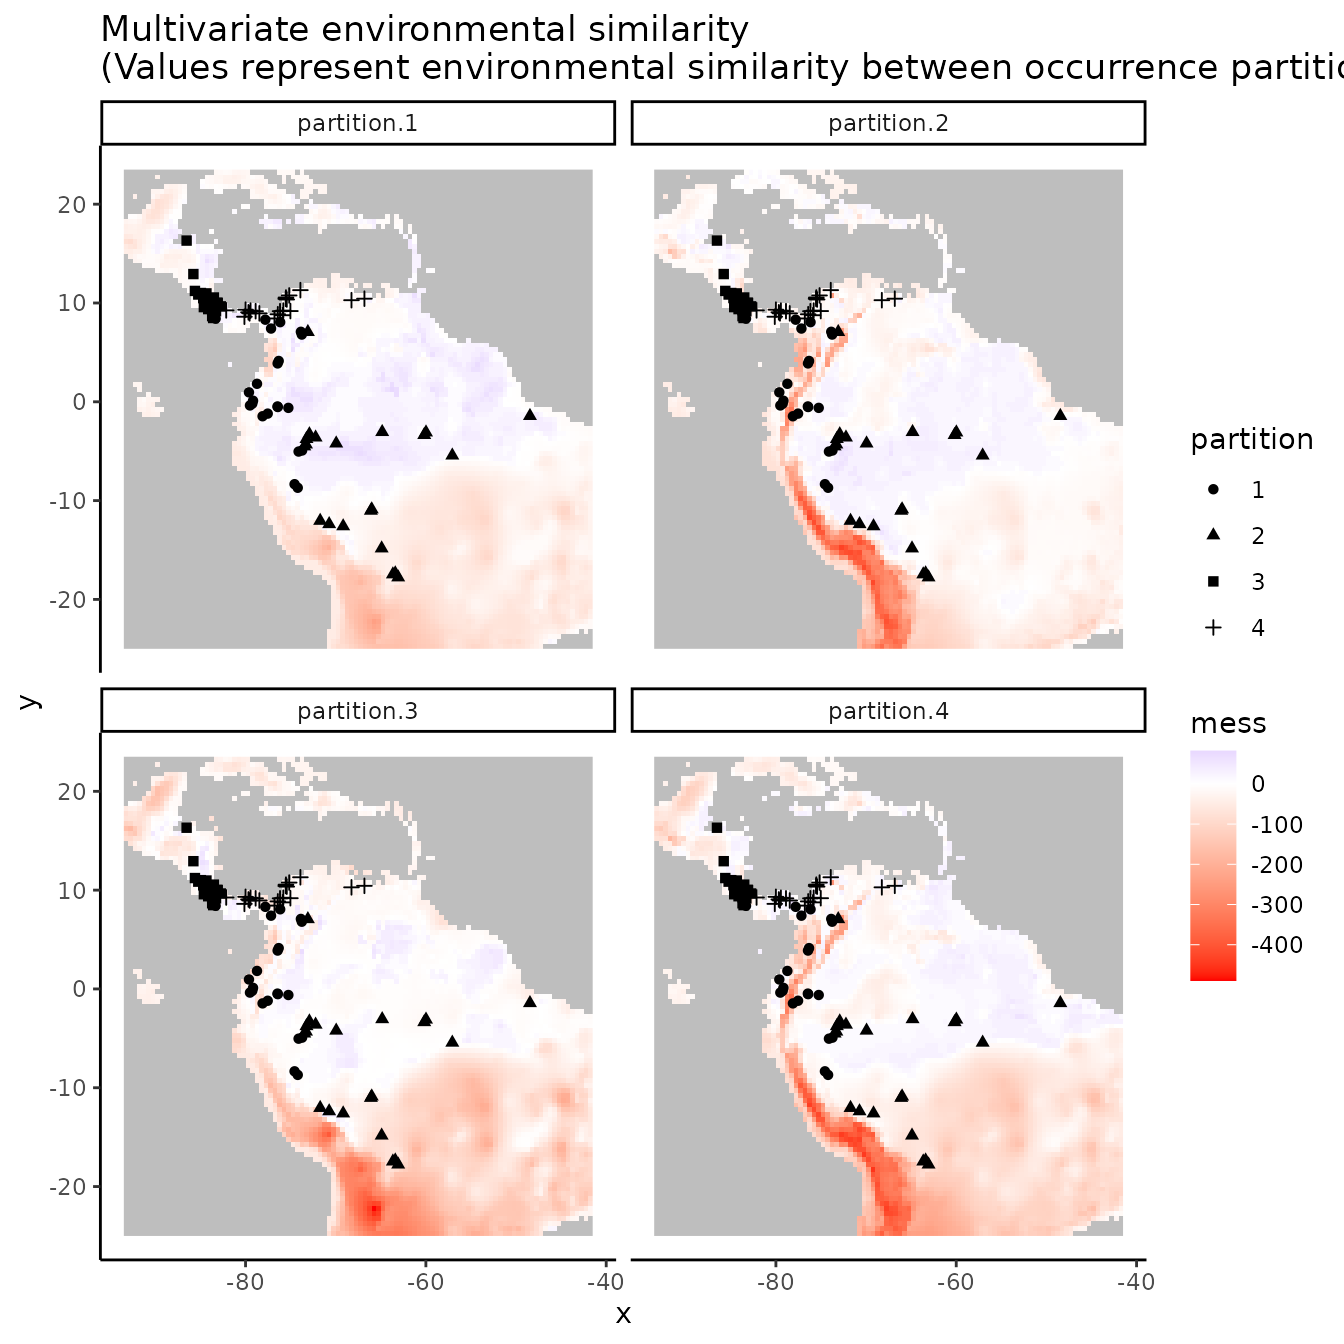 Multivariate environmental similarity
(Values represent environmental similarity between occurrence partitic
partition.1
partition.2
20
10
0
-10
-20
partition.3
partition.4
20
10
0
-10
-20
y
-80
-60
-40
-80
-60
-40
x
partition
1
2
3
4
mess
0
-100
-200
-300
-400